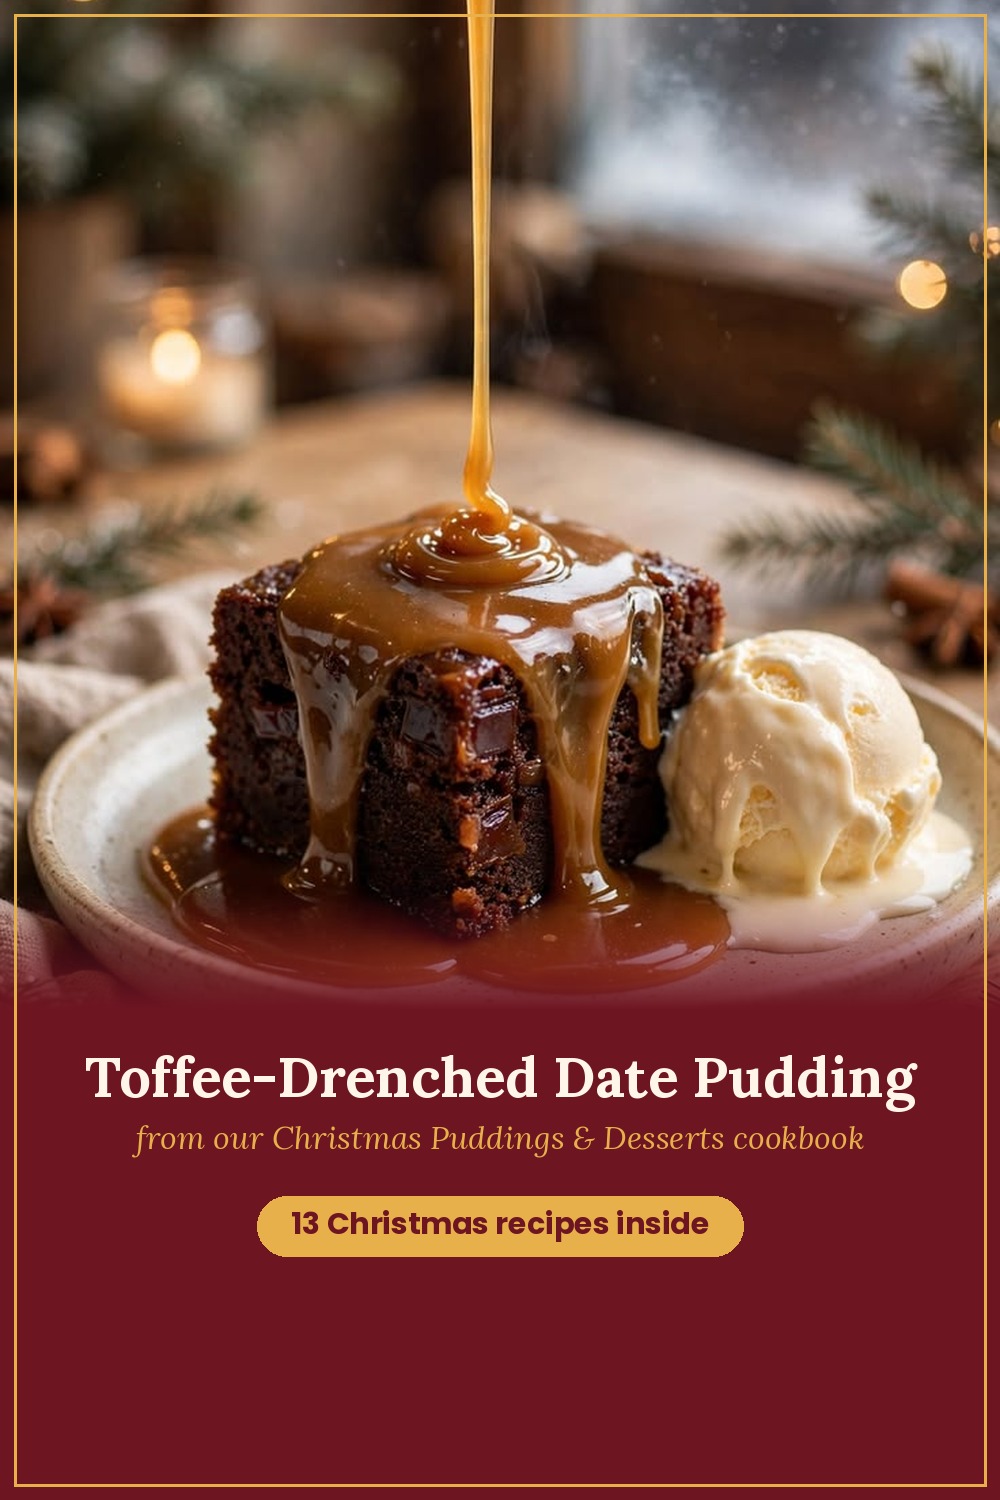 Toffee-Drenched Date Pudding
from our Christmas Puddings & Desserts cookbook
13 Christmas recipes inside